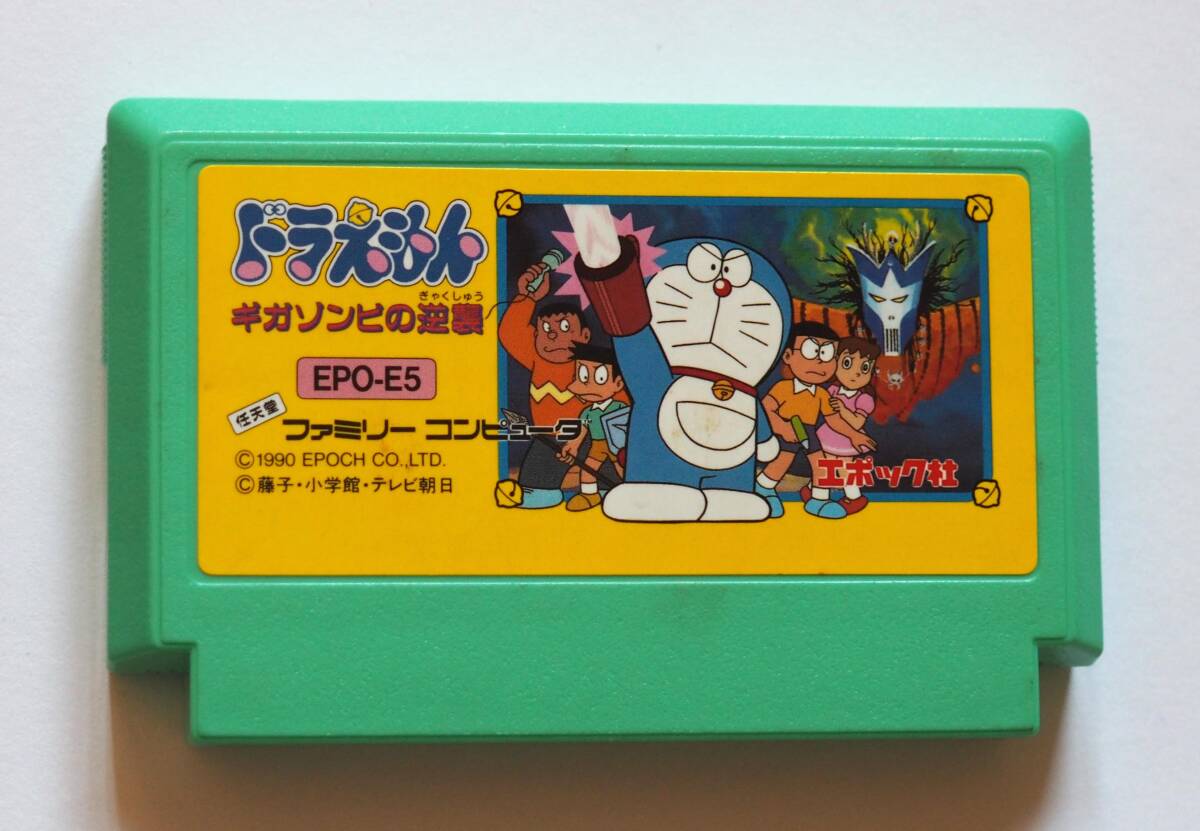 ドラえもん
ぎゃくしゅう
ギガゾンビの逆襲
EPO-E5
任天堂
ファミリー コンピュータ
©1990 EPOCH CO.,LTD.
©藤子・小学館・テレビ朝日
エポック社